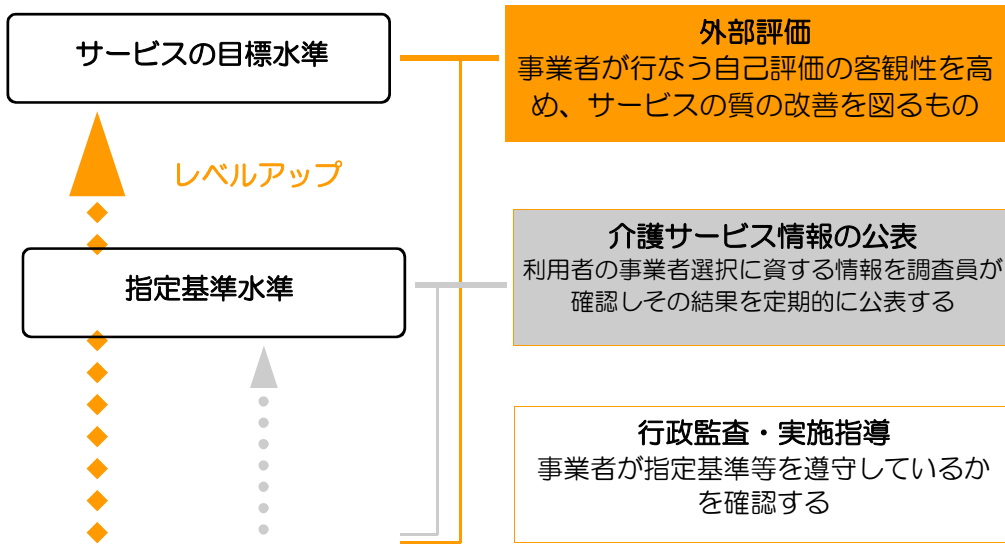 サービスの目標水準
外部評価
事業者が行なう自己評価の客観性を高
め、サービスの質の改善を図るもの
レベルアップ
指定基準水準
介護サービス情報の公表
利用者の事業者選択に資する情報を調査員が
確認しその結果を定期的に公表する
行政監査・実施指導
事業者が指定基準等を遵守しているか
を確認する